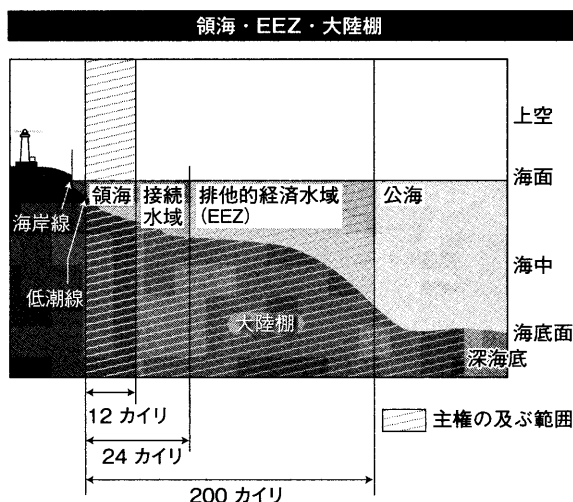 領海・EEZ・大陸棚
上空
海面
領海
接続
水域
排他的経済水域
(EEZ)
公海
海岸線
海中
低潮線
大陸棚
海底面
深海底
12 カイリ
主権の及ぶ範囲
24 カイリ
200 カイリ